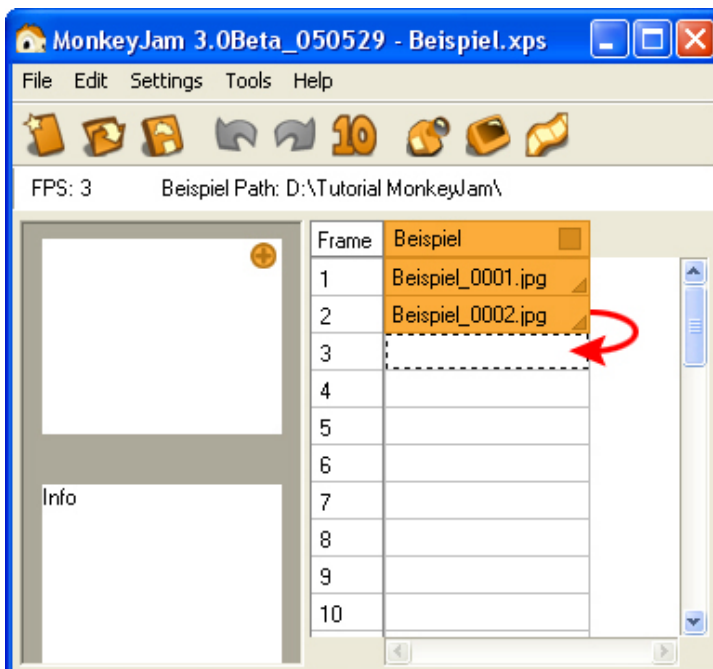 MonkeyJam 3.0Beta_050529 - Beispiel.xps
File Edit Settings Tools Help
10
FPS: 3 Beispiel Path: D:\Tutorial MonkeyJam\
Frame Beispiel
1 Beispiel_0001.jpg
2 Beispiel_0002.jpg
3
4
5
6
Info
7
8
9
10